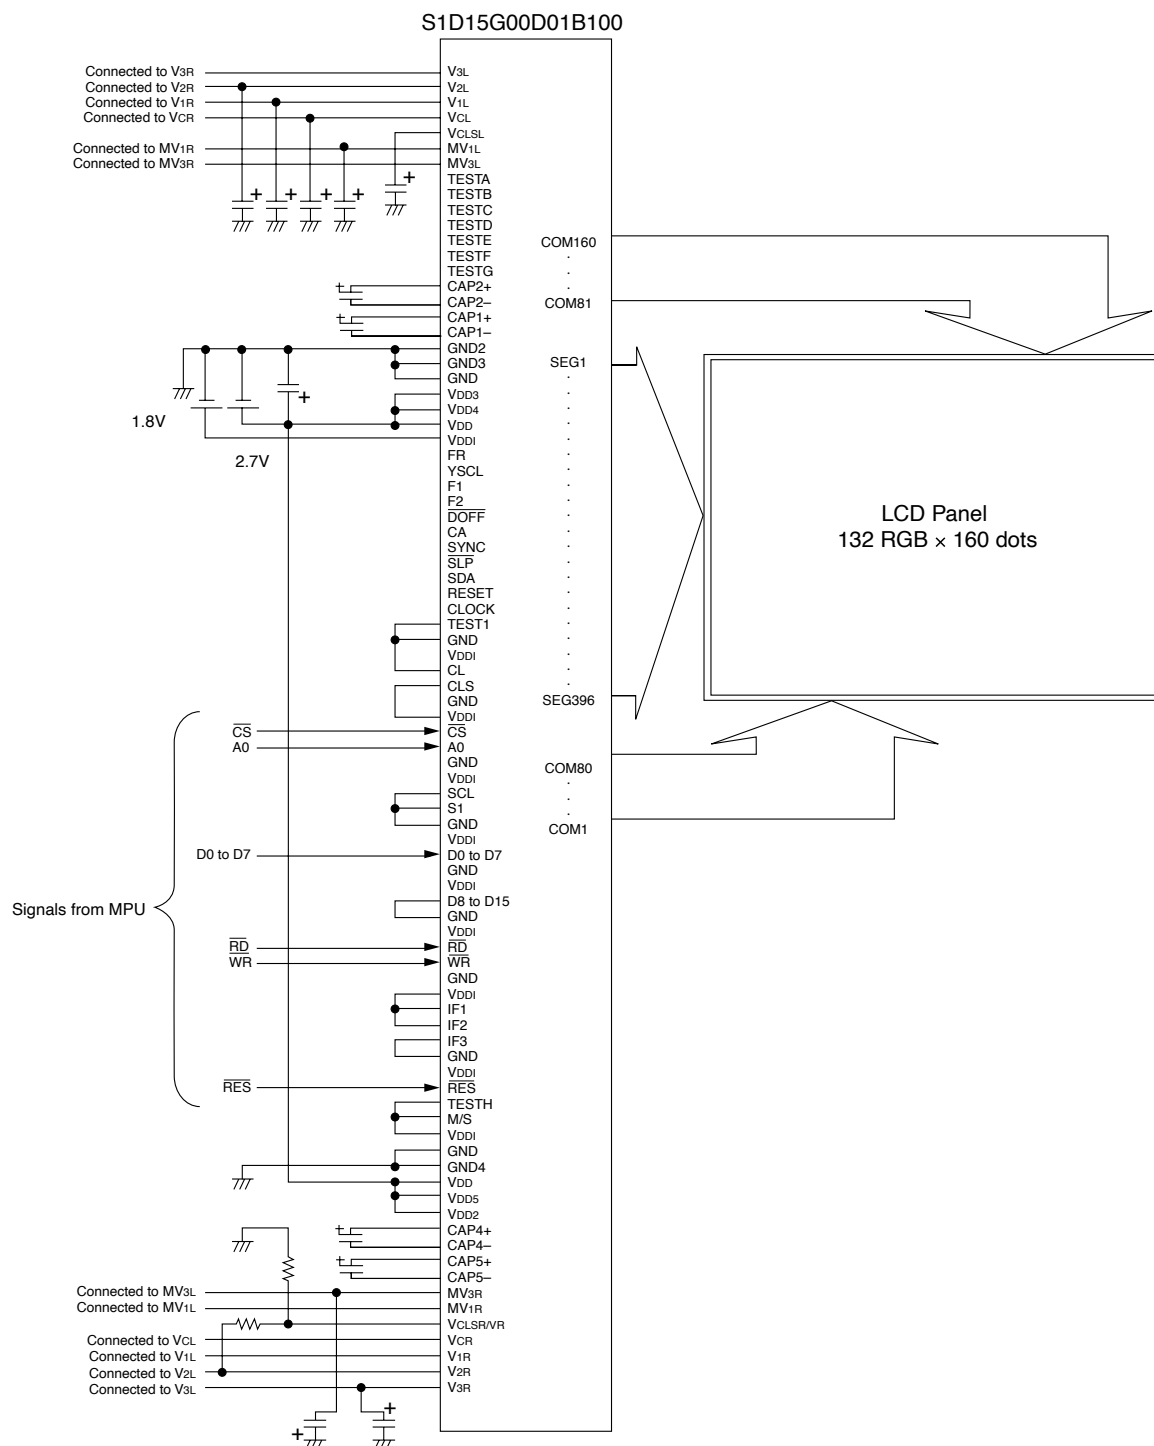 S1D15G00D01B100
Connected to V3R
Connected to V2R
Connected to V1R
Connected to VCR
Connected to MV1R
Connected to MV3R
V3L
V2L
V1L
VCL
VCLSL
MV1L
MV3L
TESTA
TESTB
TESTC
TESTD
TESTE
TESTF
TESTG
CAP2+
CAP2–
CAP1+
CAP1–
GND2
GND3
GND
VDD3
VDD4
VDD
VDDI
FR
YSCL
F1
F2
DOFF
CA
SYNC
SLP
SDA
RESET
CLOCK
TEST1
GND
VDDI
CL
CLS
GND
VDDI
CS
A0
GND
VDDI
SCL
S1
GND
VDDI
D0 to D7
GND
VDDI
D8 to D15
GND
VDDI
RD
WR
GND
VDDI
IF1
IF2
IF3
GND
VDDI
RES
TESTH
M/S
VDDI
GND
GND4
VDD
VDD5
VDD2
CAP4+
CAP4–
CAP5+
CAP5–
MV3R
MV1R
VCLSR/VR
VCR
V1R
V2R
V3R
+
+
+
+
+
+
+
1.8V
2.7V
+
Signals from MPU
CS
A0
D0 to D7
RD
WR
RES
+
+
Connected to MV3L
Connected to MV1L
Connected to VCL
Connected to V1L
Connected to V2L
Connected to V3L
+
+
COM160
COM81
SEG1
SEG396
COM80
COM1
LCD Panel
132 RGB × 160 dots